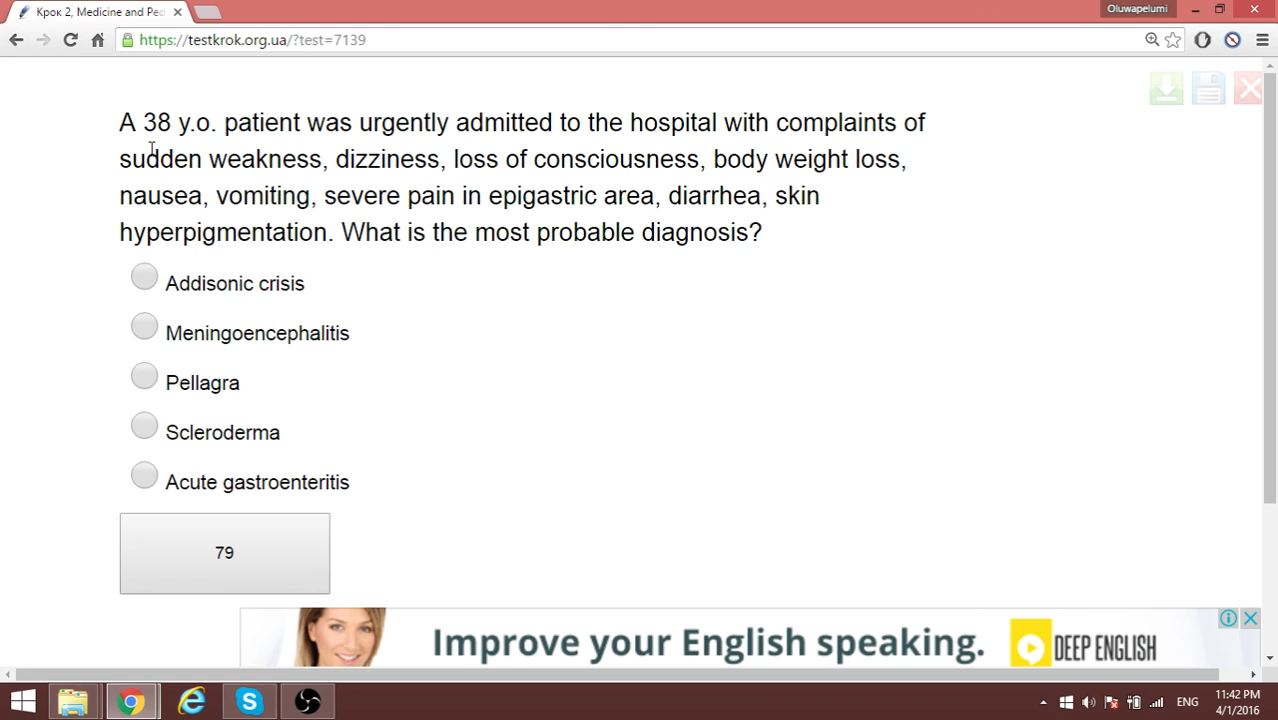 Крок 2, Medicine and Ped
Oluwapelumi
https://testkrok.org.ua/?test=7139
A 38 y.o. patient was urgently admitted to the hospital with complaints of
sudden weakness, dizziness, loss of consciousness, body weight loss,
nausea, vomiting, severe pain in epigastric area, diarrhea, skin
hyperpigmentation. What is the most probable diagnosis?
Addisonic crisis
Meningoencephalitis
Pellagra
Scleroderma
Acute gastroenteritis
79
Improve your English speaking.
DEEP ENGLISH
ENG
11:42 PM
4/1/2016